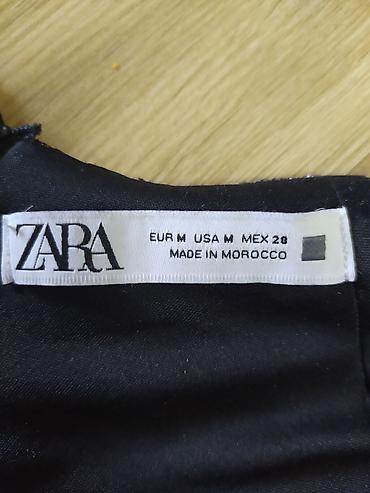 ZARA
EUR M USA M MEX 28
MADE IN MOROCCO